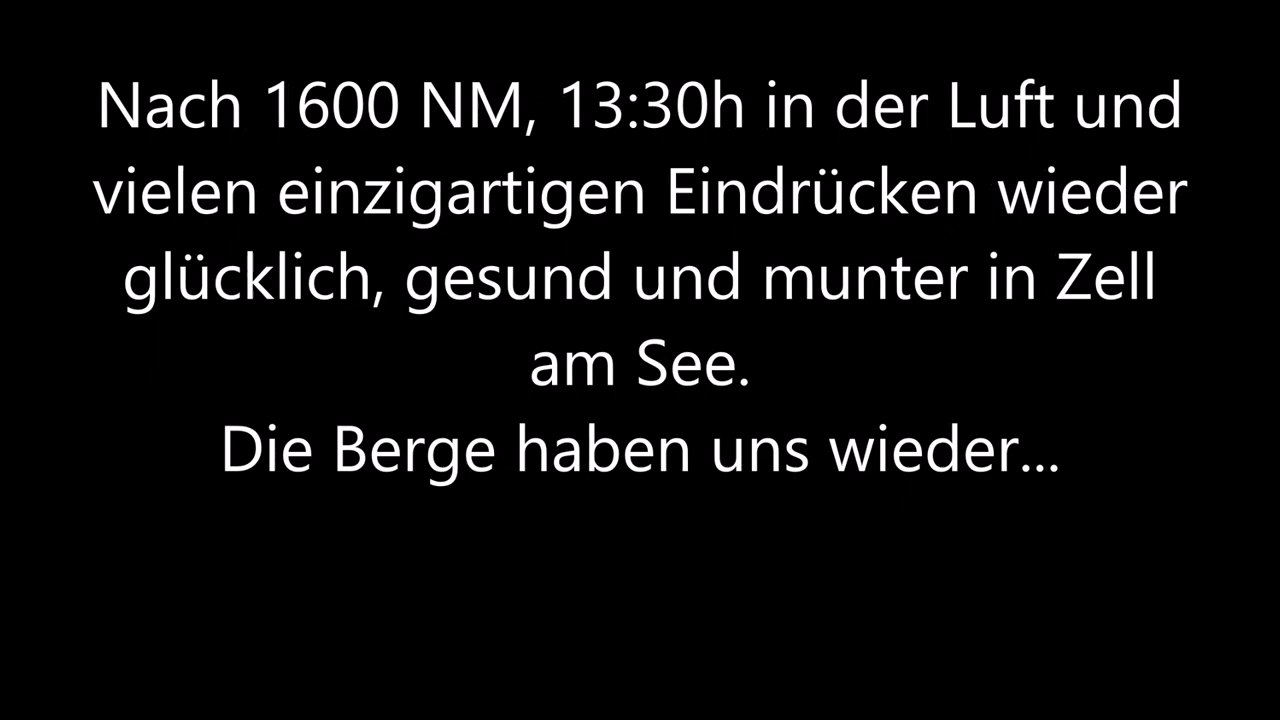 Nach 1600 NM, 13:30h in der Luft und
vielen einzigartigen Eindrücken wieder
glücklich, gesund und munter in Zell
am See.
Die Berge haben uns wieder...